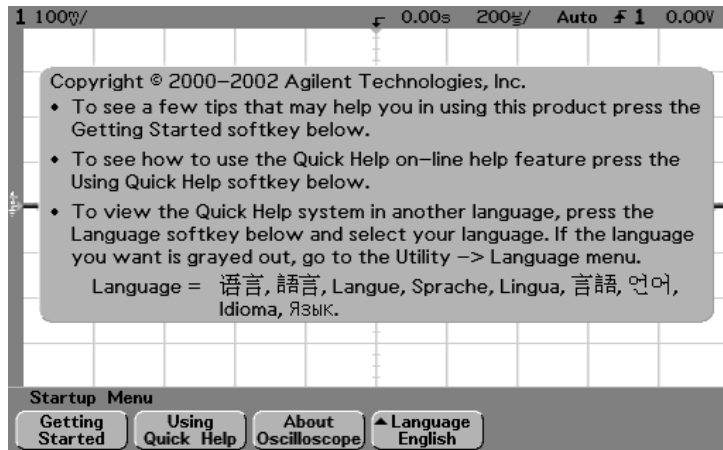 1 100mV/ 0.00s 200µs/ Auto 1 0.00V
Copyright © 2000–2002 Agilent Technologies, Inc.
• To see a few tips that may help you in using this product press the
Getting Started softkey below.
• To see how to use the Quick Help on–line help feature press the
Using Quick Help softkey below.
• To view the Quick Help system in another language, press the
Language softkey below and select your language. If the language
you want is grayed out, go to the Utility –> Language menu.
Language = 语言, 語言, Langue, Sprache, Lingua, 言語, 언어,
Idioma, Язык.
Startup Menu
Getting Started
Using Quick Help
About Oscilloscope
Language English